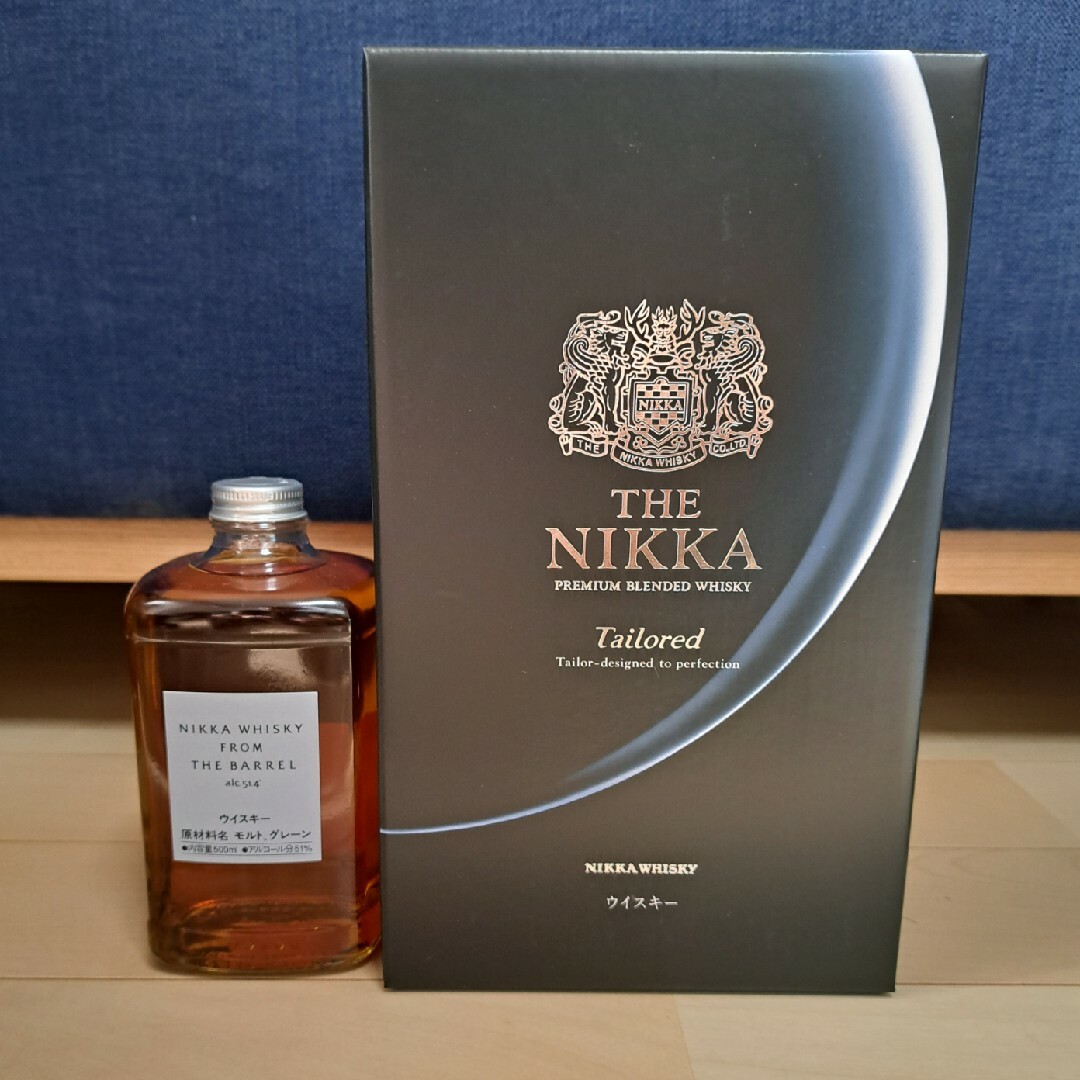 NIKKA WHISKY
FROM
THE BARREL
alc.51.4°
ウイスキー
原材料名 モルト、グレーン
●内容量500ml ●アルコール分51%
NIKKA
THE NIKKA WHISKY CO.,LTD.
THE
NIKKA
PREMIUM BLENDED WHISKY
Tailored
Tailor-designed to perfection
NIKKA WHISKY
ウイスキー